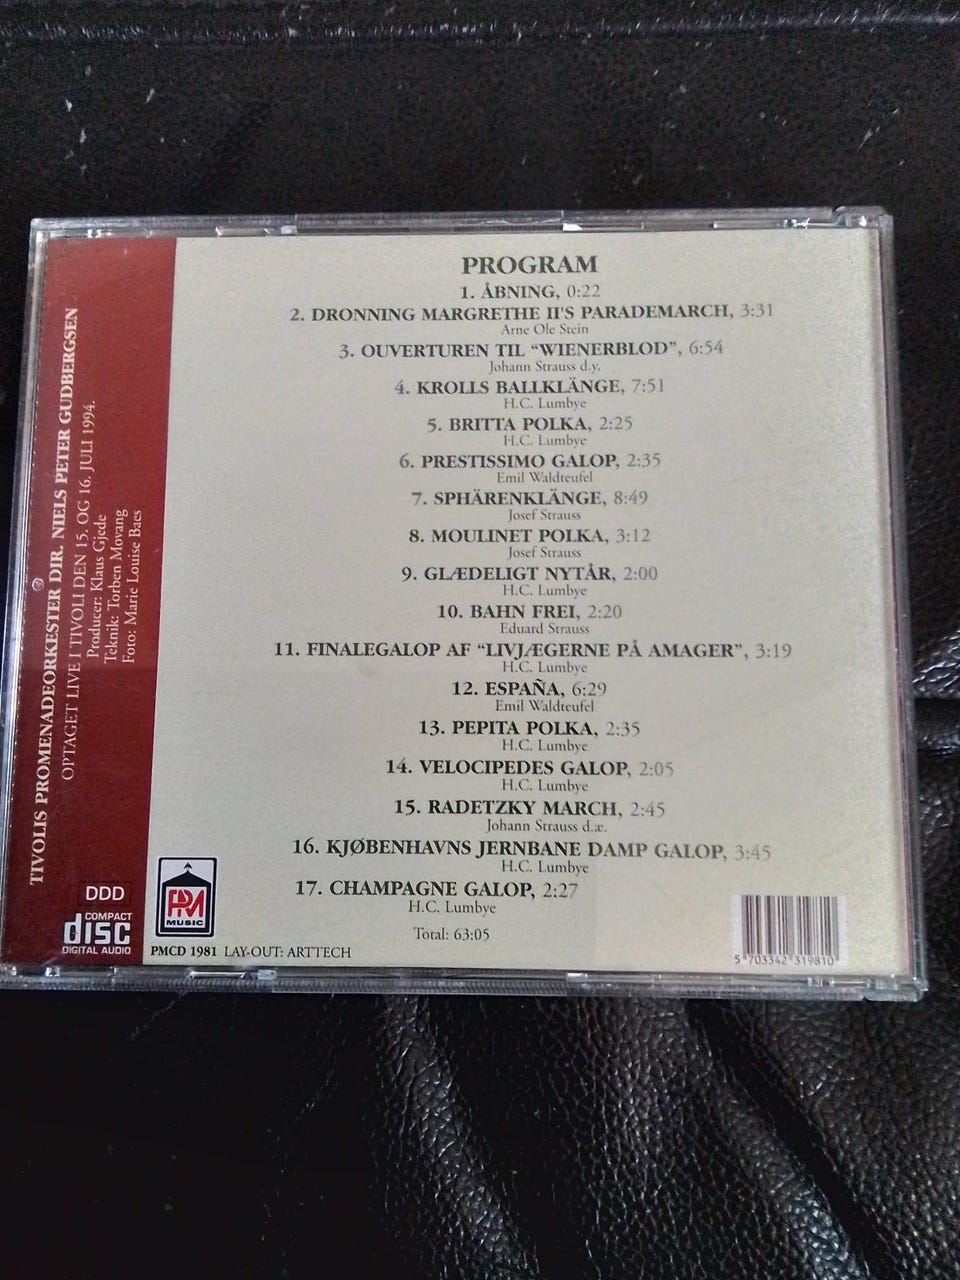 PROGRAM
1. ÅBNING, 0:22
2. DRONNING MARGRETHE II'S PARADEMARCH, 3:31
Arne Ole Stein
3. OUVERTUREN TIL “WIENERBLOD”, 6:54
Johann Strauss d.y.
4. KROLLS BALLKLÄNGE, 7:51
H.C. Lumbye
5. BRITTA POLKA, 2:25
H.C. Lumbye
6. PRESTISSIMO GALOP, 2:35
Emil Waldteufel
7. SPHÄRENKLÄNGE, 8:49
Josef Strauss
8. MOULINET POLKA, 3:12
Josef Strauss
9. GLÆDELIGT NYTÅR, 2:00
H.C. Lumbye
10. BAHN FREI, 2:20
Eduard Strauss
11. FINALEGALOP AF “LIVJÆGERNE PÅ AMAGER”, 3:19
H.C. Lumbye
12. ESPAÑA, 6:29
Emil Waldteufel
13. PEPITA POLKA, 2:35
H.C. Lumbye
14. VELOCIPEDES GALOP, 2:05
H.C. Lumbye
15. RADETZKY MARCH, 2:45
Johann Strauss d.æ.
16. KJØBENHAVNS JERNBANE DAMP GALOP, 3:45
H.C. Lumbye
17. CHAMPAGNE GALOP, 2:27
H.C. Lumbye
Total: 63:05
TIVOLIS PROMENADEORKESTER DIR. NIELS PETER GUDBERGSEN
OPTAGET LIVE I TIVOLI DEN 15. OG 16. JULI 1994.
Producer: Klaus Gjede
Teknik: Torben Movang
Foto: Marie Louise Baes
DDD
COMPACT
disc
DIGITAL AUDIO
PM
MUSIC
PMCD 1981 LAY-OUT: ARTTECH
5 703342 319810